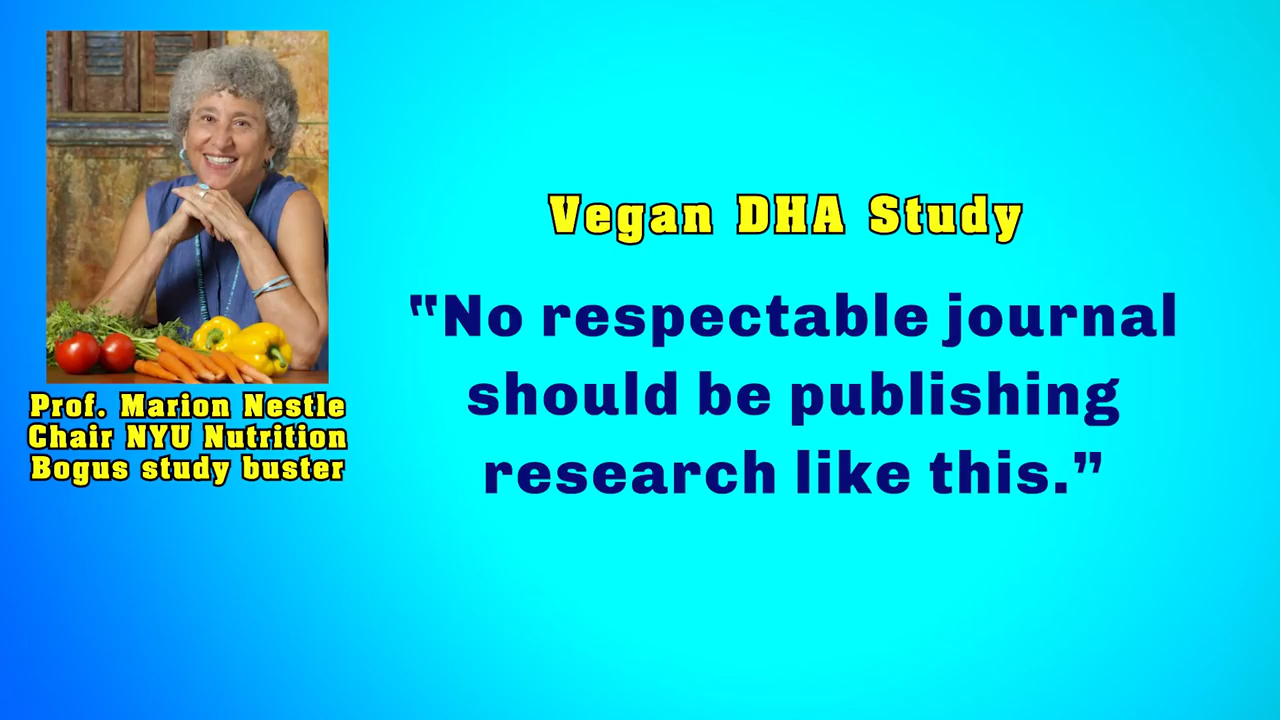 Prof. Marion Nestle
Chair NYU Nutrition
Bogus study buster
Vegan DHA Study
"No respectable journal
should be publishing
research like this.”